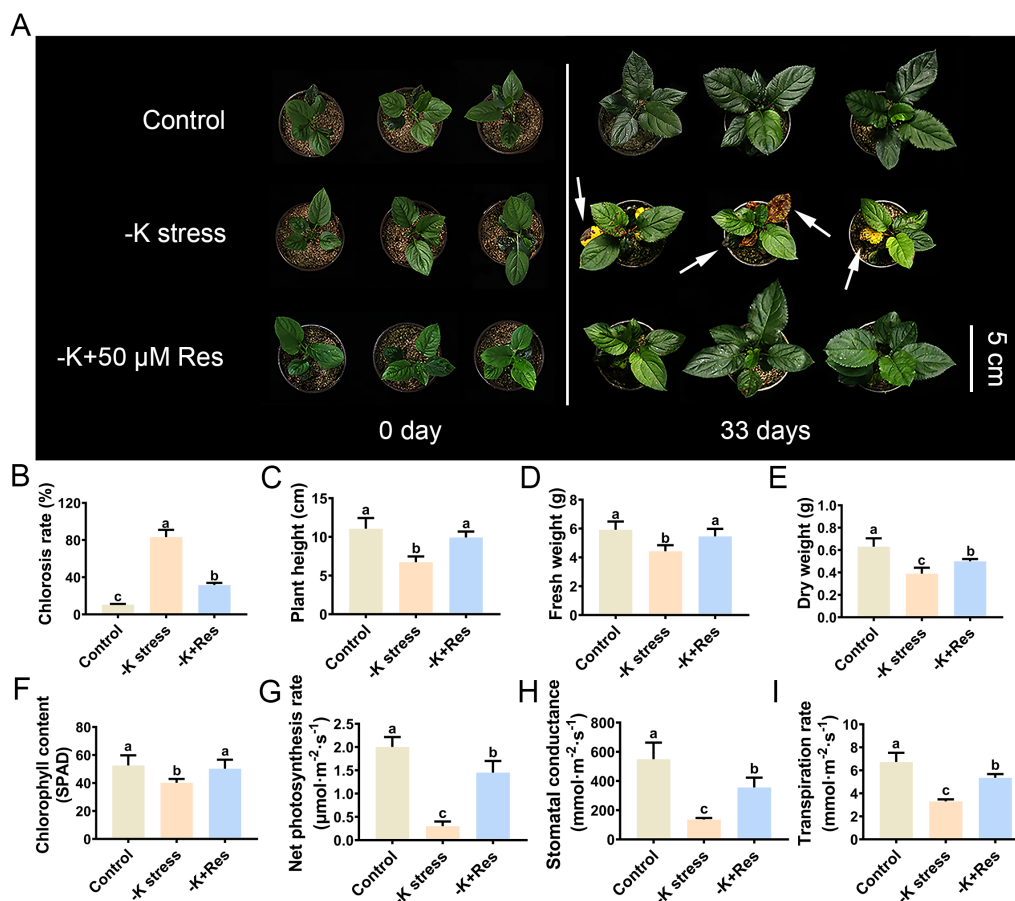 A
Control
-K stress
-K+50 μM Res
0 day
33 days
5 cm
B
Chlorosis rate (%)
120
80
40
0
c
a
b
Control
-K stress
-K+Res
C
Plant height (cm)
15
10
5
0
a
b
a
Control
-K stress
-K+Res
D
Fresh weight (g)
8
6
4
2
0
a
b
a
Control
-K stress
-K+Res
E
Dry weight (g)
1.0
0.8
0.6
0.4
0.2
0.0
a
c
b
Control
-K stress
-K+Res
F
Chlorophyll content
(SPAD)
80
60
40
20
0
a
b
a
Control
-K stress
-K+Res
G
Net photosynthesis rate
(μmol·m⁻²·s⁻¹)
2.5
2.0
1.5
1.0
0.5
0.0
a
c
b
Control
-K stress
-K+Res
H
Stomatal conductance
(mmol·m⁻²·s⁻¹)
800
600
400
200
0
a
c
b
Control
-K stress
-K+Res
I
Transpiration rate
(mmol·m⁻²·s⁻¹)
8
6
4
2
0
a
c
b
Control
-K stress
-K+Res